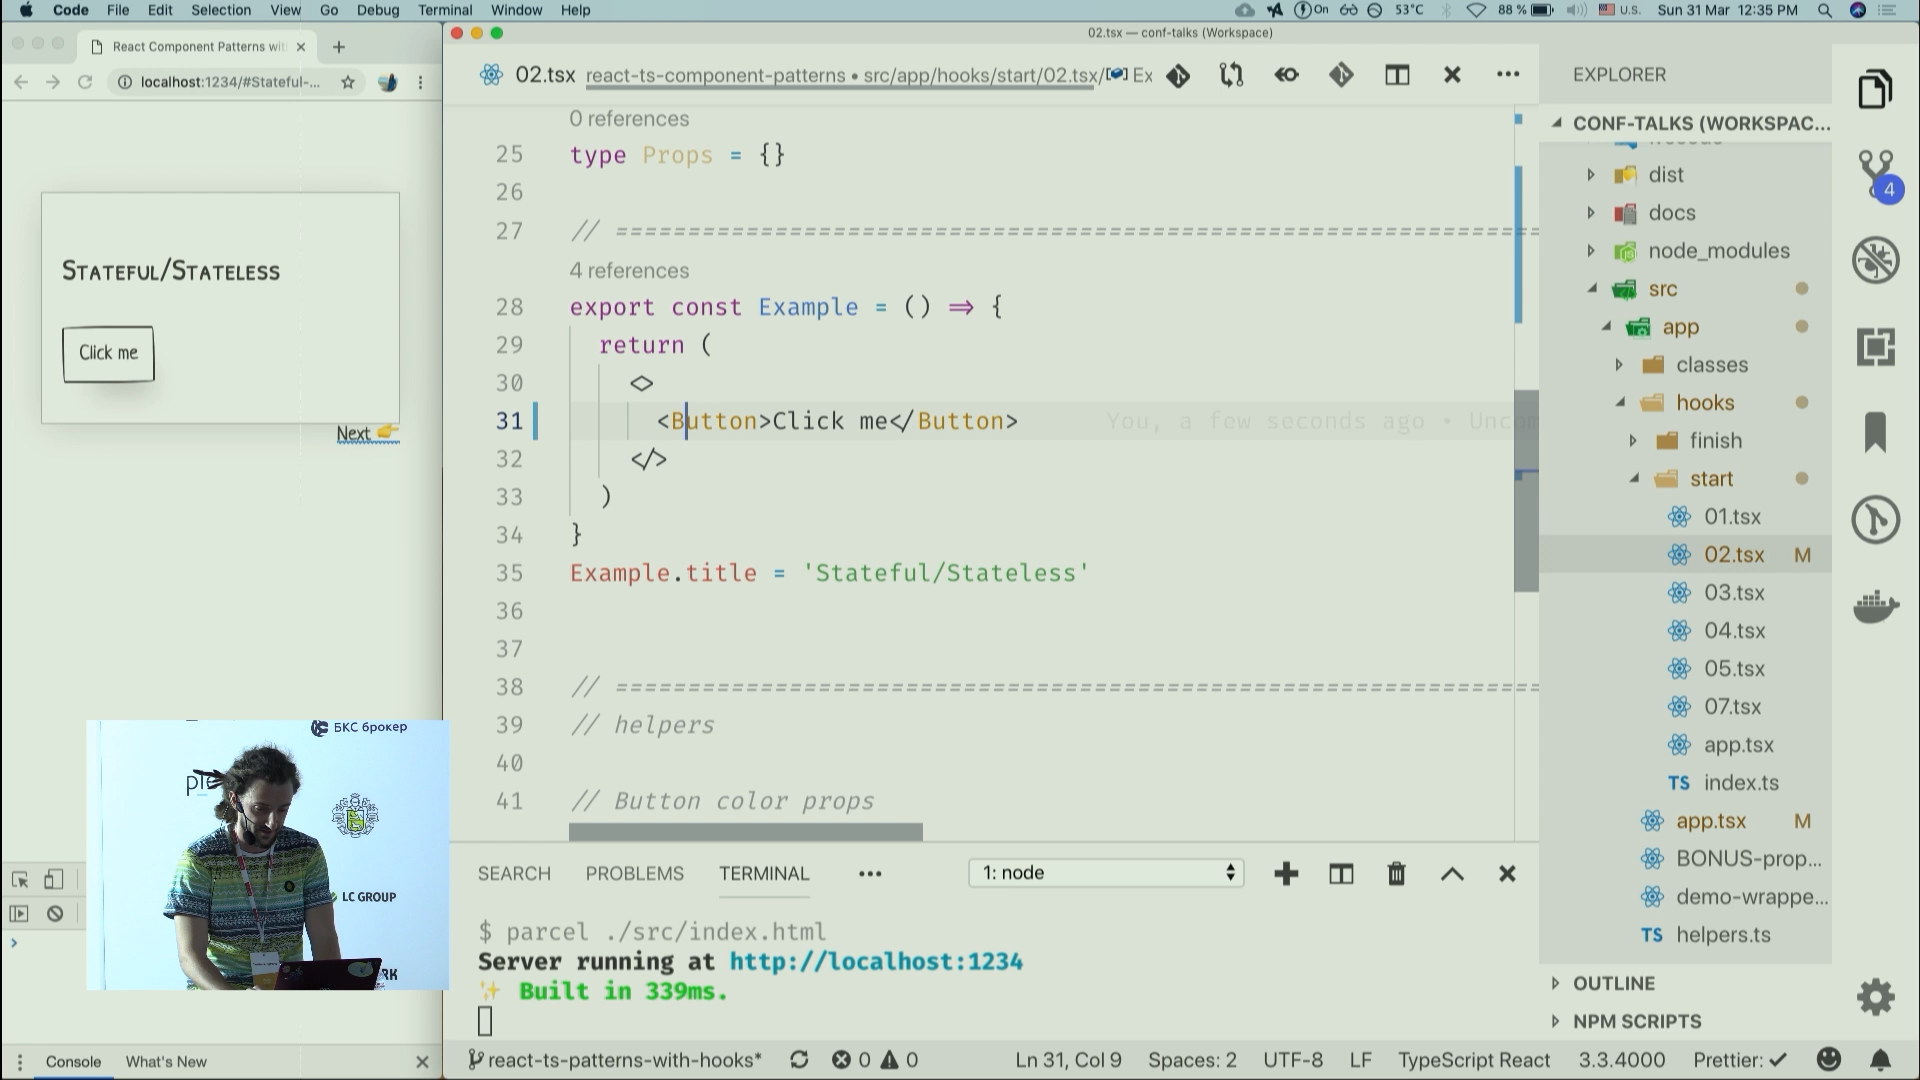 Code File Edit Selection View Go Debug Terminal Window Help
On 53°C 88 % U.S. Sun 31 Mar 12:35 PM
React Component Patterns wit
localhost:1234/#Stateful-...
Stateful/Stateless
Click me
Next
02.tsx — conf-talks (Workspace)
02.tsx react-ts-component-patterns • src/app/hooks/start/02.tsx/ Ex
0 references
25 type Props = {}
26
27 // ================================================================
4 references
28 export const Example = () => {
29 return (
30 <>
31 <Button>Click me</Button> You, a few seconds ago • Uncom
32 </>
33 )
34 }
35 Example.title = 'Stateful/Stateless'
36
37
38 // ================================================================
39 // helpers
40
41 // Button color props
EXPLORER
CONF-TALKS (WORKSPAC...
dist
docs
node_modules
src
app
classes
hooks
finish
start
01.tsx
02.tsx M
03.tsx
04.tsx
05.tsx
07.tsx
app.tsx
TS index.ts
app.tsx M
BONUS-prop...
demo-wrappe...
TS helpers.ts
OUTLINE
NPM SCRIPTS
4
SEARCH PROBLEMS TERMINAL 1: node
$ parcel ./src/index.html
Server running at http://localhost:1234
Built in 339ms.
БКС брокер
LC GROUP
Console What's New
react-ts-patterns-with-hooks* 0 0 Ln 31, Col 9 Spaces: 2 UTF-8 LF TypeScript React 3.3.4000 Prettier: ✓